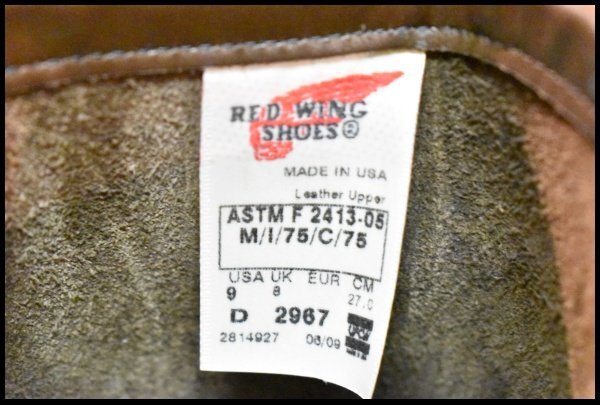 RED WING
SHOES®
MADE IN USA
Leather Upper
ASTM F 2413-05
M/I/75/C/75
USA UK EUR CM
9 8 27.0
D 2967
2814927 06/09